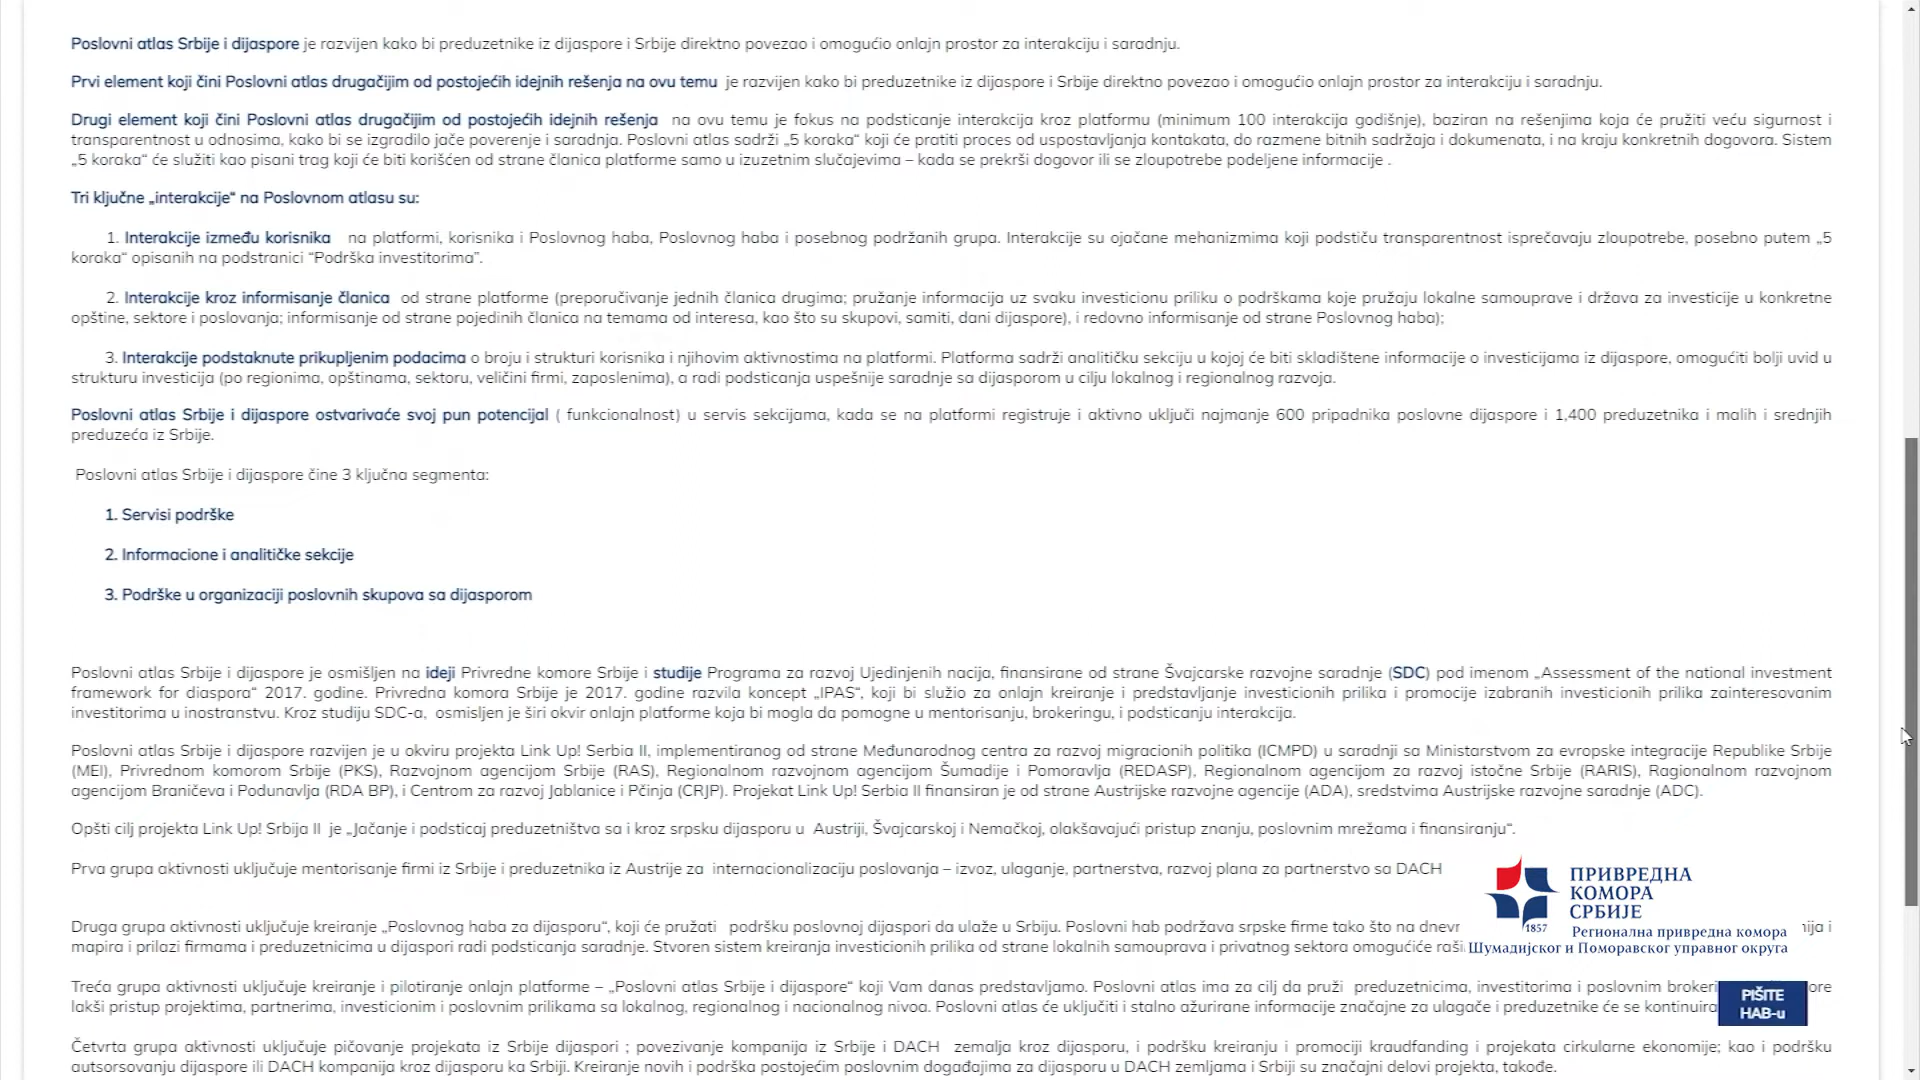 Poslovni atlas Srbije i dijaspore je razvijen kako bi preduzetnike iz dijaspore i Srbije direktno povezao i omogućio onlajn prostor za interakciju i saradnju.
Prvi element koji čini Poslovni atlas drugačijim od postojećih idejnih rešenja na ovu temu je razvijen kako bi preduzetnike iz dijaspore i Srbije direktno povezao i omogućio onlajn prostor za interakciju i saradnju.
Drugi element koji čini Poslovni atlas drugačijim od postojećih idejnih rešenja na ovu temu je fokus na podsticanje interakcija kroz platformu (minimum 100 interakcija godišnje), baziran na rešenjima koja će pružiti veću sigurnost i
transparentnost u odnosima, kako bi se izgradilo jače poverenje i saradnja. Poslovni atlas sadrži „5 koraka“ koji će pratiti proces od uspostavljanja kontakata, do razmene bitnih sadržaja i dokumenata, i na kraju konkretnih dogovora. Sistem
„5 koraka“ će služiti kao pisani trag koji će biti korišćen od strane članica platforme samo u izuzetnim slučajevima – kada se prekrši dogovor ili se zloupotrebe podeljene informacije .
Tri ključne „interakcije“ na Poslovnom atlasu su:
1. Interakcije između korisnika na platformi, korisnika i Poslovnog haba, Poslovnog haba i posebnog podržanih grupa. Interakcije su ojačane mehanizmima koji podstiču transparentnost isprečavaju zloupotrebe, posebno putem „5
koraka“ opisanih na podstranici “Podrška investitorima”.
2. Interakcije kroz informisanje članica od strane platforme (preporučivanje jednih članica drugima; pružanje informacija uz svaku investicionu priliku o podrškama koje pružaju lokalne samouprave i država za investicije u konkretne
opštine, sektore i poslovanja; informisanje od strane pojedinih članica na temama od interesa, kao što su skupovi, samiti, dani dijaspore), i redovno informisanje od strane Poslovnog haba);
3. Interakcije podstaknute prikupljenim podacima o broju i strukturi korisnika i njihovim aktivnostima na platformi. Platforma sadrži analitičku sekciju u kojoj će biti skladištene informacije o investicijama iz dijaspore, omogućiti bolji uvid u
strukturu investicija (po regionima, opštinama, sektoru, veličini firmi, zaposlenima), a radi podsticanja uspešnije saradnje sa dijasporom u cilju lokalnog i regionalnog razvoja.
Poslovni atlas Srbije i dijaspore ostvarivaće svoj pun potencijal ( funkcionalnost) u servis sekcijama, kada se na platformi registruje i aktivno uključi najmanje 600 pripadnika poslovne dijaspore i 1,400 preduzetnika i malih i srednjih
preduzeća iz Srbije.
Poslovni atlas Srbije i dijaspore čine 3 ključna segmenta:
1. Servisi podrške
2. Informacione i analitičke sekcije
3. Podrške u organizaciji poslovnih skupova sa dijasporom
Poslovni atlas Srbije i dijaspore je osmišljen na ideji Privredne komore Srbije i studije Programa za razvoj Ujedinjenih nacija, finansirane od strane Švajcarske razvojne saradnje (SDC) pod imenom „Assessment of the national investment
framework for diaspora“ 2017. godine. Privredna komora Srbije je 2017. godine razvila koncept „IPAS“, koji bi služio za onlajn kreiranje i predstavljanje investicionih prilika i promocije izabranih investicionih prilika zainteresovanim
investitorima u inostranstvu. Kroz studiju SDC-a, osmisljen je širi okvir onlajn platforme koja bi mogla da pomogne u mentorisanju, brokeringu, i podsticanju interakcija.
Poslovni atlas Srbije i dijaspore razvijen je u okviru projekta Link Up! Serbia II, implementiranog od strane Međunarodnog centra za razvoj migracionih politika (ICMPD) u saradnji sa Ministarstvom za evropske integracije Republike Srbije
(MEI), Privrednom komorom Srbije (PKS), Razvojnom agencijom Srbije (RAS), Regionalnom razvojnom agencijom Šumadije i Pomoravlja (REDASP), Regionalnom agencijom za razvoj istočne Srbije (RARIS), Ragionalnom razvojnom
agencijom Braničeva i Podunavlja (RDA BP), i Centrom za razvoj Jablanice i Pčinja (CRJP). Projekat Link Up! Serbia II finansiran je od strane Austrijske razvojne agencije (ADA), sredstvima Austrijske razvojne saradnje (ADC).
Opšti cilj projekta Link Up! Srbija II je „Jačanje i podsticaj preduzetništva sa i kroz srpsku dijasporu u Austriji, Švajcarskoj i Nemačkoj, olakšavajući pristup znanju, poslovnim mrežama i finansiranju“.
Prva grupa aktivnosti uključuje mentorisanje firmi iz Srbije i preduzetnika iz Austrije za internacionalizaciju poslovanja – izvoz, ulaganje, partnerstva, razvoj plana za partnerstvo sa DACH
ПРИВРЕДНА
КОМОРА
СРБИЈЕ
1857
Регионална привредна комора
Шумадијског и Поморавског управног округа
Druga grupa aktivnosti uključuje kreiranje „Poslovnog haba za dijasporu“, koji će pružati podršku poslovnoj dijaspori da ulaže u Srbiju. Poslovni hab podržava srpske firme tako što na dnevr
mapira i prilazi firmama i preduzetnicima u dijaspori radi podsticanja saradnje. Stvoren sistem kreiranja investicionih prilika od strane lokalnih samouprava i privatnog sektora omogućiće
Treća grupa aktivnosti uključuje kreiranje i pilotiranje onlajn platforme – „Poslovni atlas Srbije i dijaspore“ koji Vam danas predstavljamo. Poslovni atlas ima za cilj da pruži preduzetnicima, investitorima i poslovnim
lakši pristup projektima, partnerima, investicionim i poslovnim prilikama sa lokalnog, regionalnog i nacionalnog nivoa. Poslovni atlas će uključiti i stalno ažurirane informacije značajne za ulagače i preduzetnike će se
PIŠITE
HAB-u
Četvrta grupa aktivnosti uključuje pičovanje projekata iz Srbije dijaspori ; povezivanje kompanija iz Srbije i DACH zemalja kroz dijasporu, i podršku kreiranju i promociji kraudfanding i projekata cirkularne ekonomije; kao i podršku
autsorsovanju dijaspore ili DACH kompanija kroz dijasporu ka Srbiji. Kreiranje novih i podrška postojećim poslovnim događajima za dijasporu u DACH zemljama i Srbiji su značajni delovi projekta, takođe.